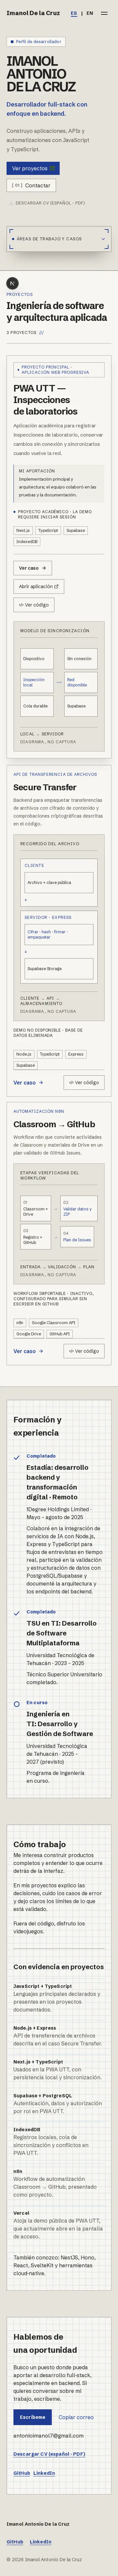 Imanol De la Cruz
ES | EN
Perfil de desarrollador
IMANOL
ANTONIO
DE LA CRUZ
Desarrollador full-stack con
enfoque en backend.
Construyo aplicaciones, APIs y
automatizaciones con JavaScript
y TypeScript.
Ver proyectos
[ 01 ] Contactar
DESCARGAR CV (ESPAÑOL · PDF)
ÁREAS DE TRABAJO Y CASOS
N
PROYECTOS
Ingeniería de software
y arquitectura aplicada
3 PROYECTOS //
PROYECTO PRINCIPAL ·
APLICACIÓN WEB PROGRESIVA
PWA UTT —
Inspecciones
de laboratorios
Aplicación académica para registrar
inspecciones por laboratorio, conservar
cambios sin conexión y sincronizarlos
cuando vuelve la red.
MI APORTACIÓN
Implementación principal y
arquitectura; el equipo colaboró en las
pruebas y la documentación.
PROYECTO ACADÉMICO · LA DEMO
REQUIERE INICIAR SESIÓN
Next.js
TypeScript
Supabase
IndexedDB
Ver caso →
Abrir aplicación
Ver código
MODELO DE SINCRONIZACIÓN
Dispositivo
Sin conexión
Inspección
local
Red
disponible
Cola durable
Supabase
LOCAL → SERVIDOR
DIAGRAMA, NO CAPTURA
API DE TRANSFERENCIA DE ARCHIVOS
Secure Transfer
Backend para empaquetar transferencias
de archivos con cifrado de contenido y
comprobaciones criptográficas descritas
en el código.
RECORRIDO DEL ARCHIVO
CLIENTE
Archivo + clave pública
↓
SERVIDOR · EXPRESS
Cifrar · hash · firmar ·
empaquetar
↓
Supabase Storage
CLIENTE → API →
ALMACENAMIENTO
DIAGRAMA, NO CAPTURA
DEMO NO DISPONIBLE · BASE DE
DATOS ELIMINADA
Node.js
TypeScript
Express
Supabase
Ver caso →
Ver código
AUTOMATIZACIÓN N8N
Classroom → GitHub
Workflow n8n que convierte actividades
de Classroom y materiales de Drive en un
plan validado de GitHub Issues.
ETAPAS VERIFICADAS DEL
WORKFLOW
01
Classroom +
Drive
02
Validar datos y
ZIP
03
Registro +
GitHub
04
Plan de Issues
ENTRADA → VALIDACIÓN → PLAN
DIAGRAMA, NO CAPTURA
WORKFLOW IMPORTABLE · INACTIVO,
CONFIGURADO PARA SIMULAR SIN
ESCRIBIR EN GITHUB
n8n
Google Classroom API
Google Drive
GitHub API
Ver caso →
Ver código
Formación y
experiencia
Completado
Estadía: desarrollo
backend y
transformación
digital · Remoto
1Degree Holdings Limited ·
Mayo – agosto de 2025
Colaboré en la integración de
servicios de IA con Node.js,
Express y TypeScript para
flujos de entrevista en tiempo
real, participé en la validación
y estructuración de datos con
PostgreSQL/Supabase y
documenté la arquitectura y
los endpoints del backend.
Completado
TSU en TI: Desarrollo
de Software
Multiplataforma
Universidad Tecnológica
de Tehuacán · 2023 – 2025
Técnico Superior Universitario
completado.
En curso
Ingeniería en
TI: Desarrollo y
Gestión de Software
Universidad Tecnológica
de Tehuacán · 2025 -
2027 (previsto)
Programa de ingeniería
en curso.
Cómo trabajo
Me interesa construir productos
completos y entender lo que ocurre
detrás de la interfaz.
En mis proyectos explico las
decisiones, cuido los casos de error
y dejo claros los límites de lo que
está validado.
Fuera del código, disfruto los
videojuegos.
Con evidencia en proyectos
JavaScript + TypeScript
Lenguajes principales declarados y
presentes en los proyectos
documentados.
Node.js + Express
API de transferencia de archivos
descrita en el caso Secure Transfer.
Next.js + TypeScript
Usados en la PWA UTT, con
persistencia local y sincronización.
Supabase + PostgreSQL
Autenticación, datos y autorización
por rol en PWA UTT.
IndexedDB
Registros locales, cola de
sincronización y conflictos en
PWA UTT.
n8n
Workflow de automatización
Classroom → GitHub, presentado
como proyecto.
Vercel
Aloja la demo pública de PWA UTT,
que actualmente abre en la pantalla
de acceso.
También conozco: NestJS, Hono,
React, SvelteKit y herramientas
cloud-native.
Hablemos de
una oportunidad
Busco un puesto donde pueda
aportar al desarrollo full-stack,
especialmente en backend. Si
quieres conversar sobre mi
trabajo, escríbeme.
Escríbeme
Copiar correo
antonioimanol7@gmail.com
Descargar CV (español · PDF)
GitHub LinkedIn
Imanol Antonio De la Cruz
GitHub LinkedIn
© 2026 Imanol Antonio De la Cruz